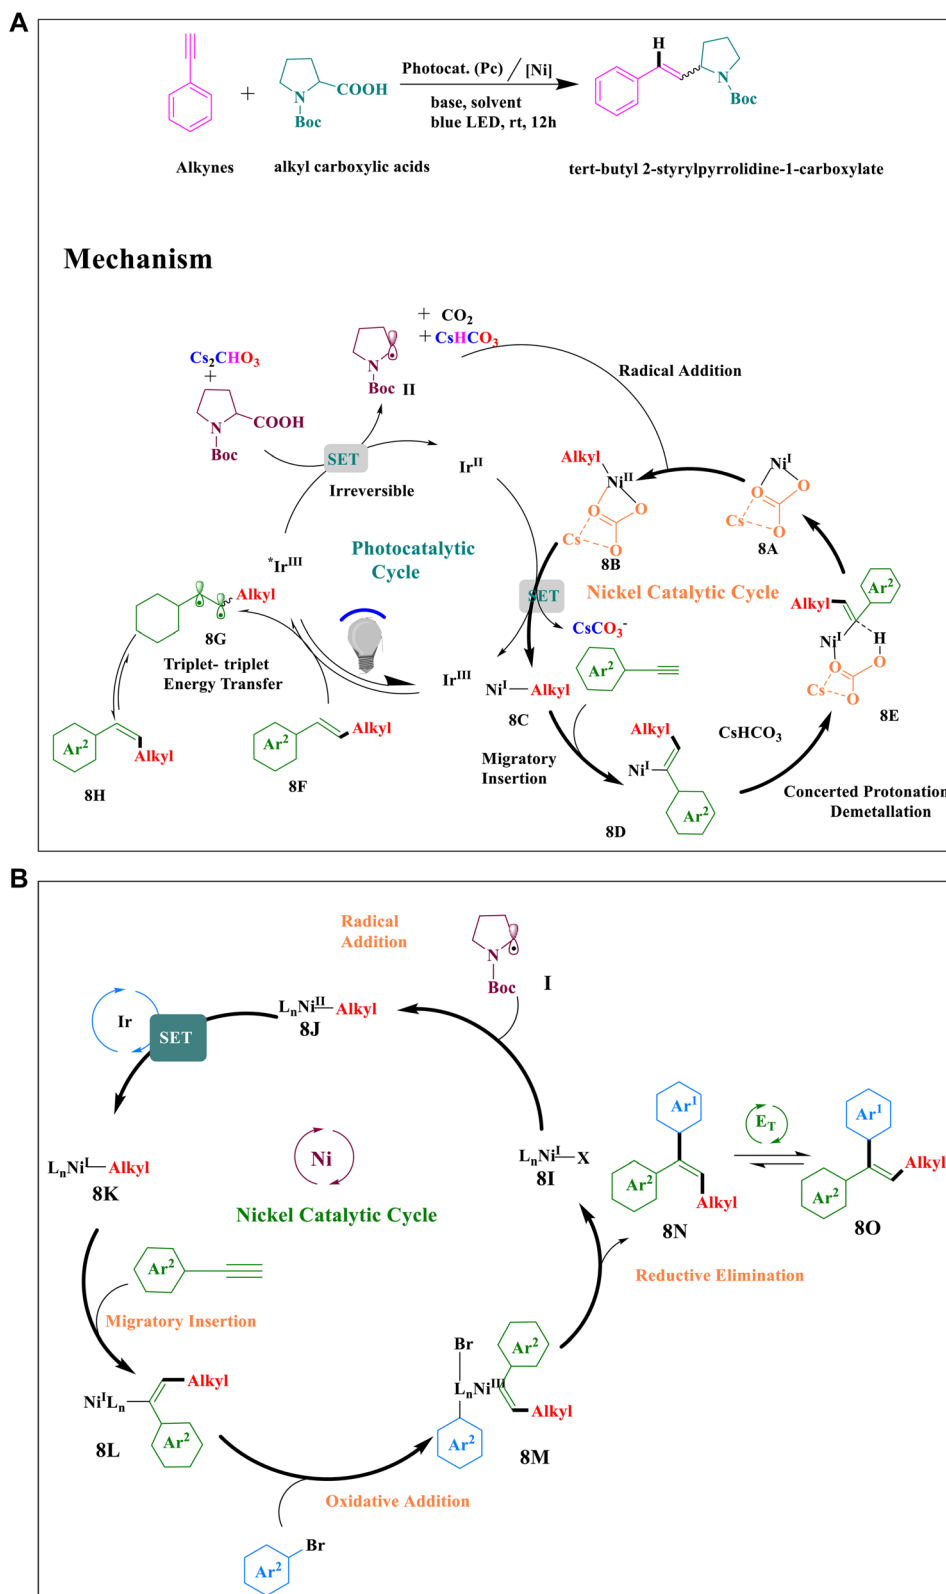 A
H
COOH
N
Boc
+
Photocat. (Pc) / [Ni]
base, solvent
blue LED, rt, 12h
N
Boc
Alkynes
alkyl carboxylic acids
tert-butyl 2-styrylpyrrolidine-1-carboxylate
Mechanism
+ CO2
+ CsHCO3
Cs2CHO3
+
N
Boc
II
COOH
N
Boc
Radical Addition
SET
Irreversible
IrII
Alkyl
NiII
O
O
Cs
O
8B
NiI
O
O
Cs
O
8A
*IrIII
Photocatalytic
Cycle
SET
Nickel Catalytic Cycle
Ar2
Alkyl
Alkyl
8G
CsCO3-
NiI
H
O
O
Cs
O
8E
Triplet- triplet
Energy Transfer
Ar2
IrIII
NiI
Alkyl
8C
CsHCO3
Ar2
Alkyl
8H
Ar2
Alkyl
8F
Migratory
Insertion
Alkyl
NiI
Ar2
8D
Concerted Protonation
Demetallation
B
Radical
Addition
N
Boc
I
LnNiII
Alkyl
8J
Ir
SET
Ar1
LnNiI
Alkyl
8K
Ni
LnNiI
X
8I
Ar2
Alkyl
8N
ET
Ar1
Ar2
Alkyl
8O
Nickel Catalytic Cycle
Ar2
Reductive Elimination
Migratory Insertion
Br
Ar2
LnNiIII
Alkyl
Ar2
8M
Alkyl
NiILn
Ar2
8L
Oxidative Addition
Br
Ar2